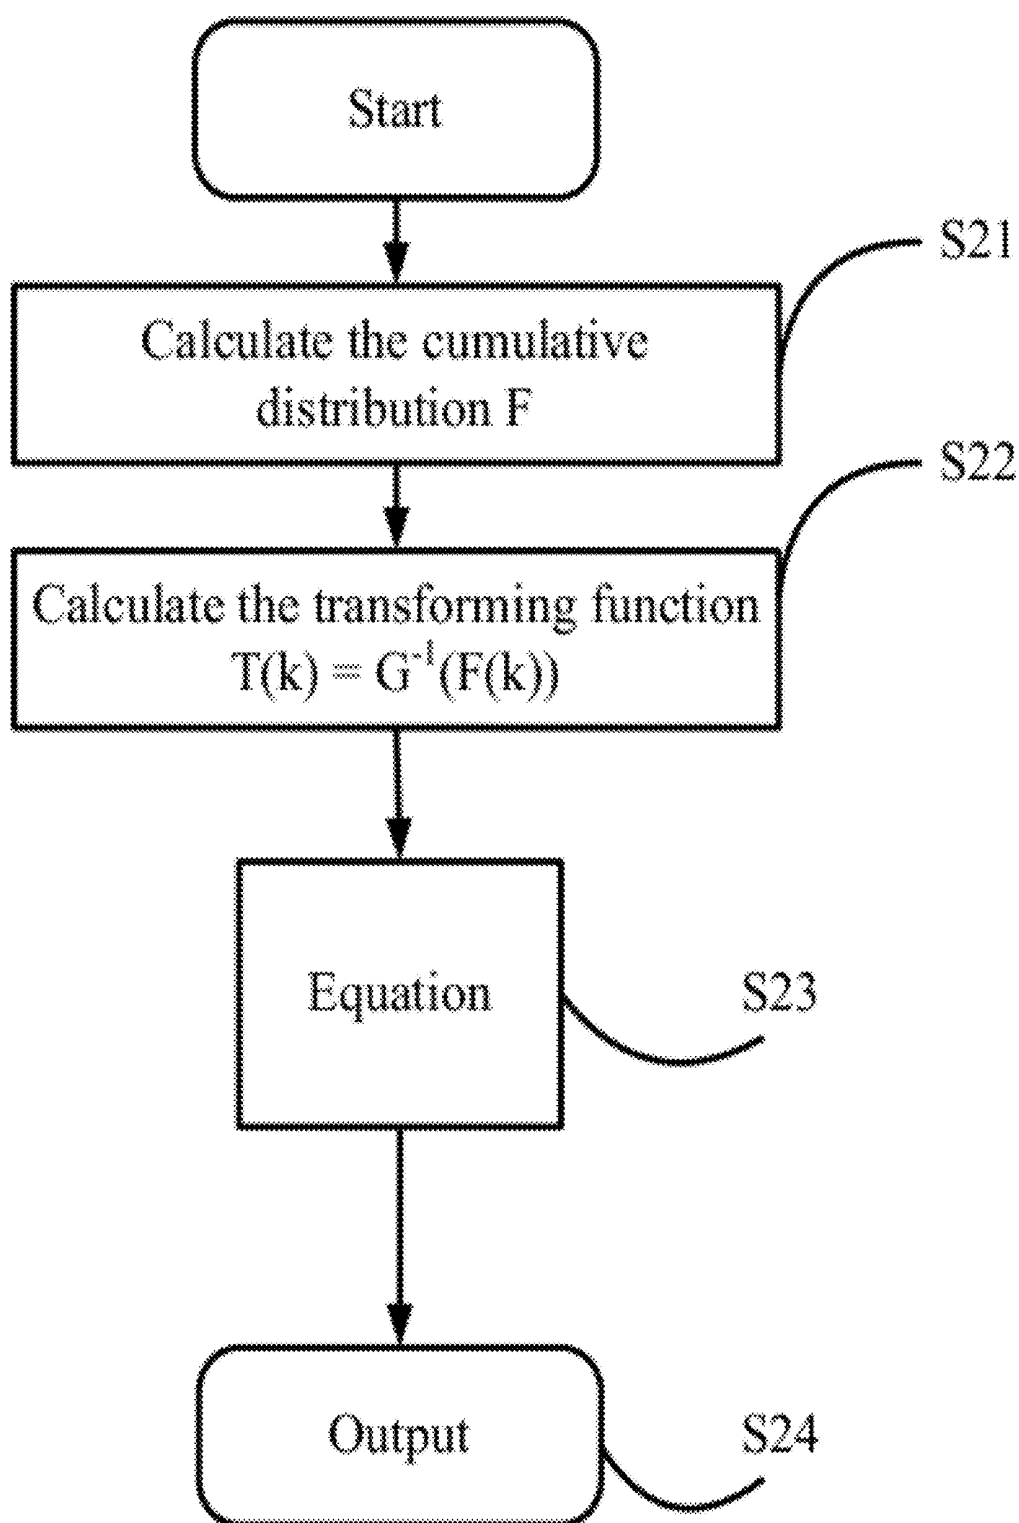 Start
S21
Calculate the cumulative
distribution F
S22
Calculate the transforming function
T(k) = G⁻¹(F(k))
Equation
S23
Output
S24